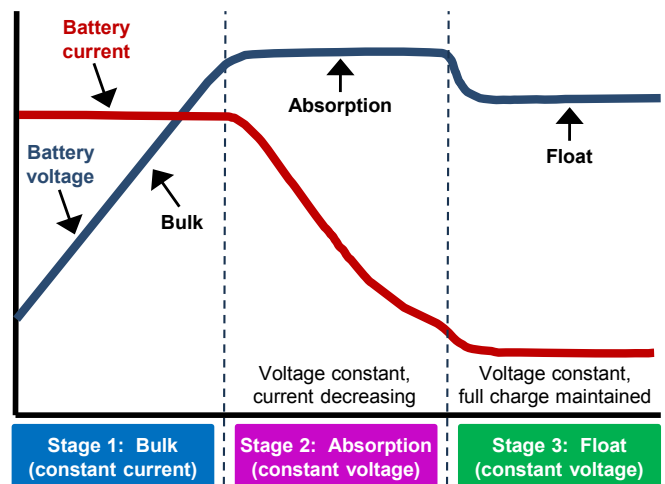 Battery
current
Absorption
Battery
voltage
Float
Bulk
Voltage constant,
current decreasing
Voltage constant,
full charge maintained
Stage 1:  Bulk
(constant current)
Stage 2:  Absorption
(constant voltage)
Stage 3:  Float
(constant voltage)